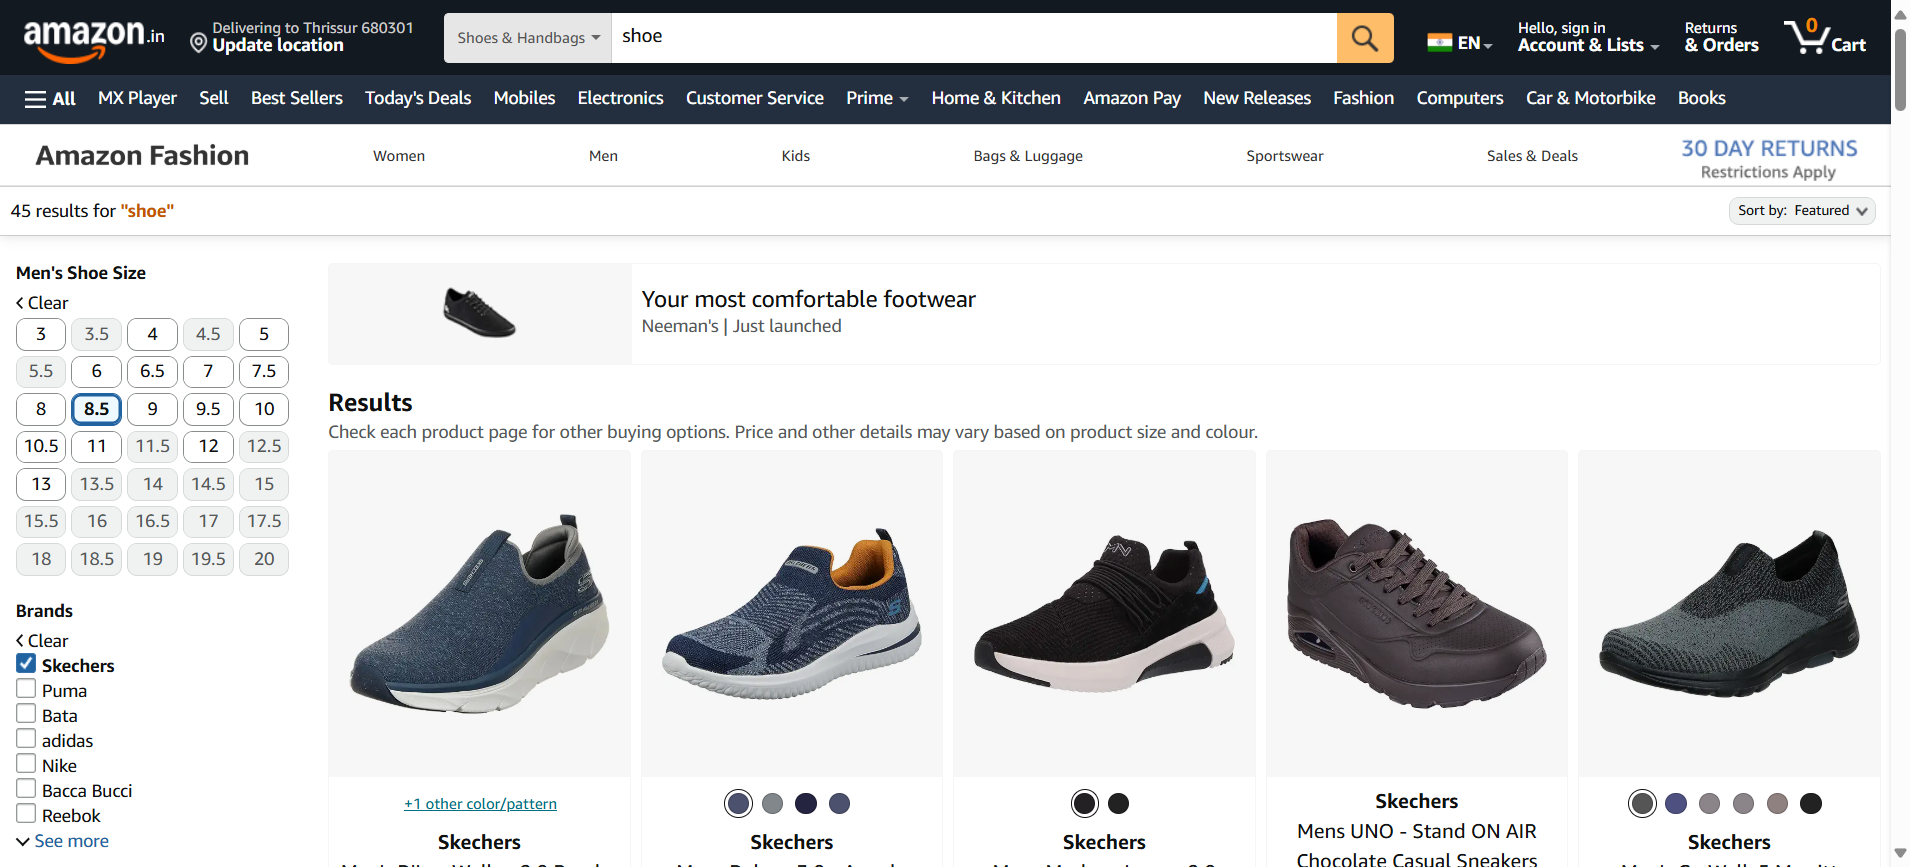 amazon.in
Delivering to Thrissur 680301
Update location
Shoes & Handbags
shoe
EN
Hello, sign in
Account & Lists
Returns
& Orders
0
Cart
All
MX Player
Sell
Best Sellers
Today's Deals
Mobiles
Electronics
Customer Service
Prime
Home & Kitchen
Amazon Pay
New Releases
Fashion
Computers
Car & Motorbike
Books
Amazon Fashion
Women
Men
Kids
Bags & Luggage
Sportswear
Sales & Deals
30 DAY RETURNS
Restrictions Apply
45 results for "shoe"
Sort by: Featured
Men's Shoe Size
Clear
3 3.5 4 4.5 5
5.5 6 6.5 7 7.5
8 8.5 9 9.5 10
10.5 11 11.5 12 12.5
13 13.5 14 14.5 15
15.5 16 16.5 17 17.5
18 18.5 19 19.5 20
Brands
Clear
Skechers
Puma
Bata
adidas
Nike
Bacca Bucci
Reebok
See more
Your most comfortable footwear
Neeman's | Just launched
Results
Check each product page for other buying options. Price and other details may vary based on product size and colour.
+1 other color/pattern
Skechers
Skechers
Skechers
Skechers
Mens UNO - Stand ON AIR
Chocolate Casual Sneakers
Skechers